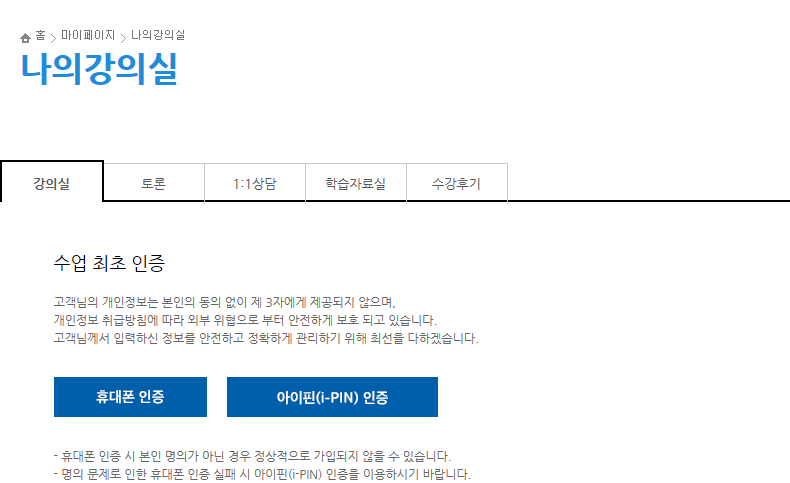 홈 > 마이페이지 > 나의강의실
나의강의실
강의실 토론 1:1상담 학습자료실 수강후기
수업 최초 인증
고객님의 개인정보는 본인의 동의 없이 제 3자에게 제공되지 않으며,
개인정보 취급방침에 따라 외부 위협으로 부터 안전하게 보호 되고 있습니다.
고객님께서 입력하신 정보를 안전하고 정확하게 관리하기 위해 최선을 다하겠습니다.
휴대폰 인증 아이핀(i-PIN) 인증
- 휴대폰 인증 시 본인 명의가 아닌 경우 정상적으로 가입되지 않을 수 있습니다.
- 명의 문제로 인한 휴대폰 인증 실패 시 아이핀(i-PIN) 인증을 이용하시기 바랍니다.